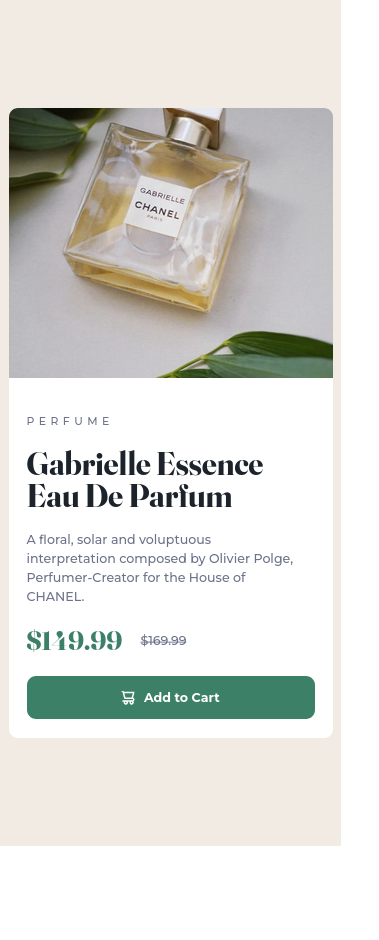 GABRIELLE
CHANEL
PARIS
PERFUME
Gabrielle Essence
Eau De Parfum
A floral, solar and voluptuous
interpretation composed by Olivier Polge,
Perfumer-Creator for the House of
CHANEL.
$149.99 $169.99
Add to Cart